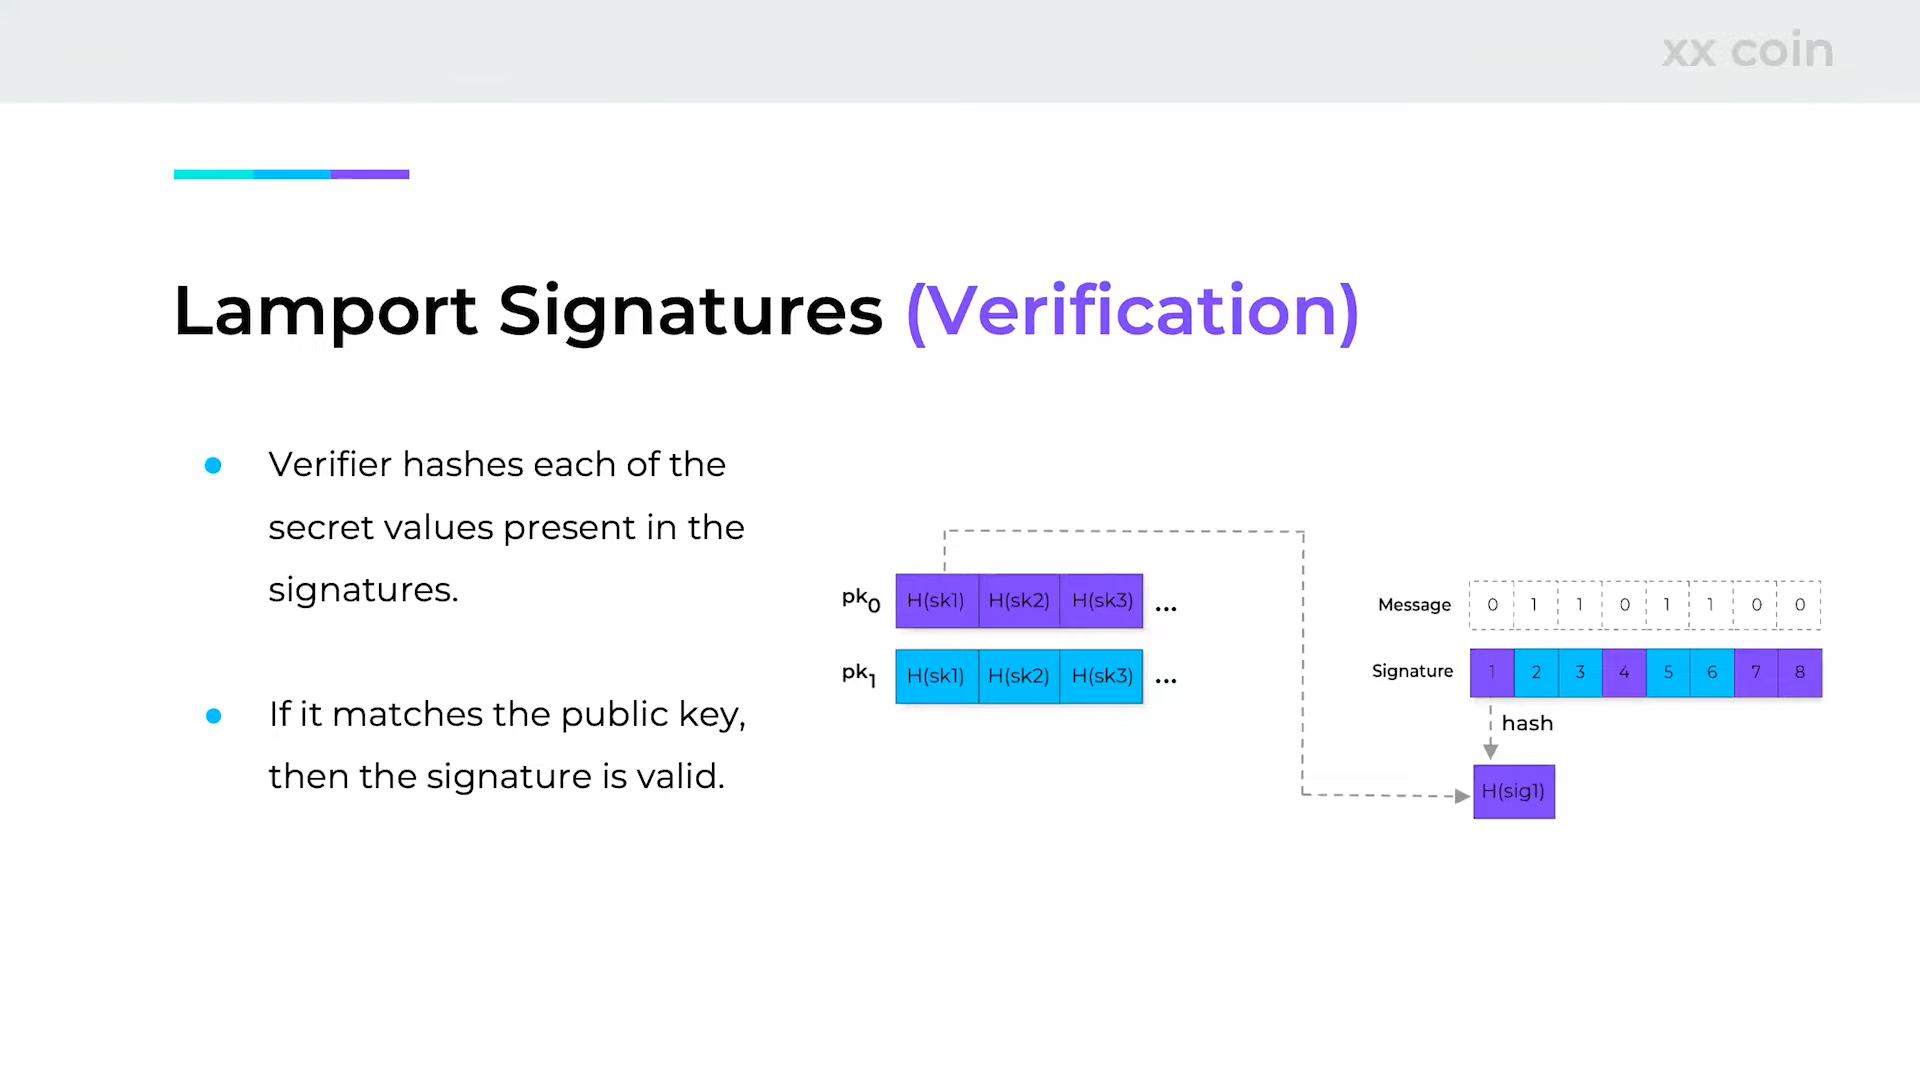 xx coin
Lamport Signatures (Verification)
Verifier hashes each of the
secret values present in the
signatures.
If it matches the public key,
then the signature is valid.
pk0 H(sk1) H(sk2) H(sk3) ...
pk1 H(sk1) H(sk2) H(sk3) ...
Message 0 1 1 0 1 1 0 0
Signature 1 2 3 4 5 6 7 8
hash
H(sig1)